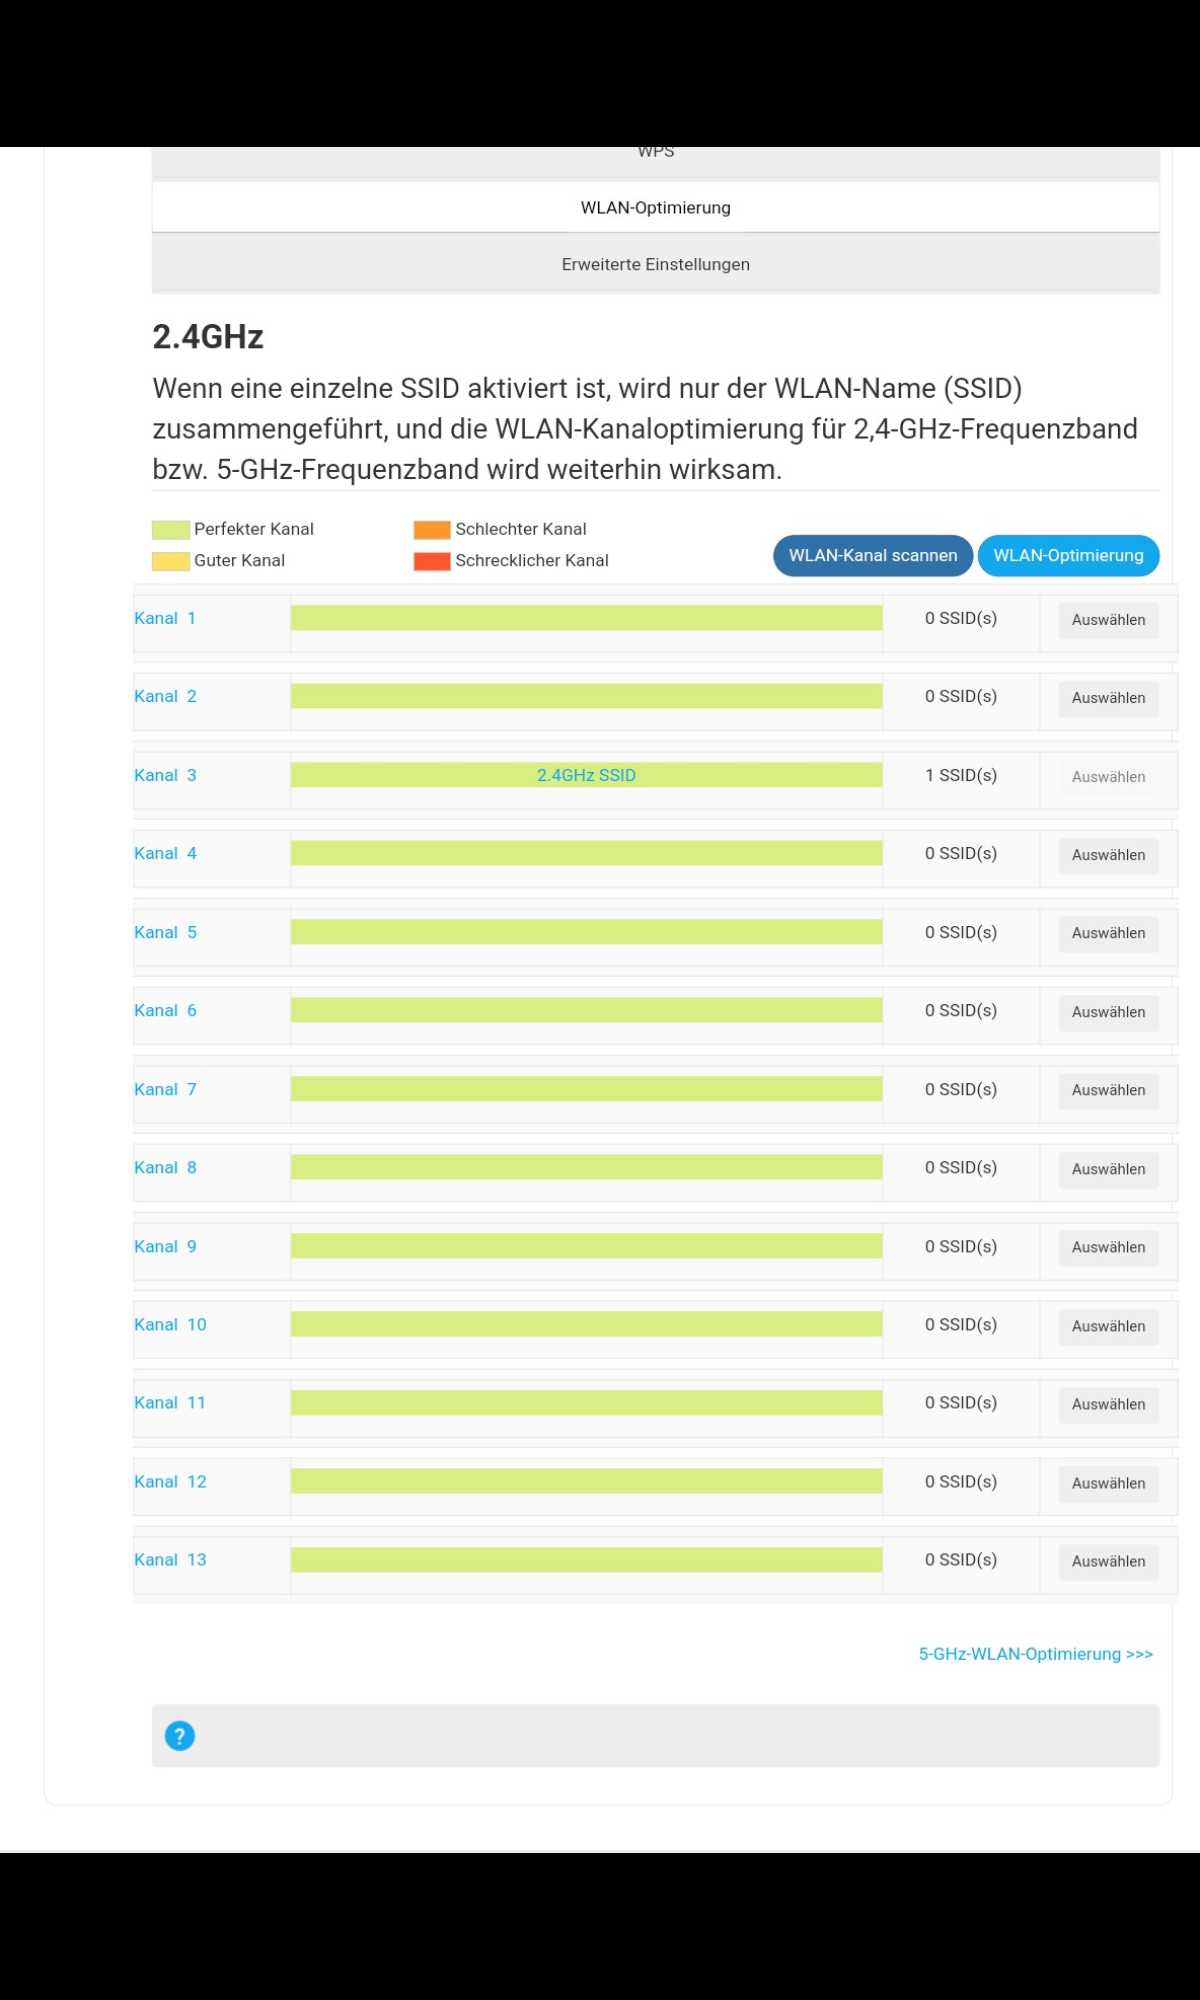 WPS
WLAN-Optimierung
Erweiterte Einstellungen
2.4GHz
Wenn eine einzelne SSID aktiviert ist, wird nur der WLAN-Name (SSID)
zusammengeführt, und die WLAN-Kanaloptimierung für 2,4-GHz-Frequenzband
bzw. 5-GHz-Frequenzband wird weiterhin wirksam.
Perfekter Kanal Schlechter Kanal
Guter Kanal Schrecklicher Kanal
WLAN-Kanal scannen WLAN-Optimierung
Kanal 1 0 SSID(s) Auswählen
Kanal 2 0 SSID(s) Auswählen
Kanal 3 2.4GHz SSID 1 SSID(s) Auswählen
Kanal 4 0 SSID(s) Auswählen
Kanal 5 0 SSID(s) Auswählen
Kanal 6 0 SSID(s) Auswählen
Kanal 7 0 SSID(s) Auswählen
Kanal 8 0 SSID(s) Auswählen
Kanal 9 0 SSID(s) Auswählen
Kanal 10 0 SSID(s) Auswählen
Kanal 11 0 SSID(s) Auswählen
Kanal 12 0 SSID(s) Auswählen
Kanal 13 0 SSID(s) Auswählen
5-GHz-WLAN-Optimierung >>>
?